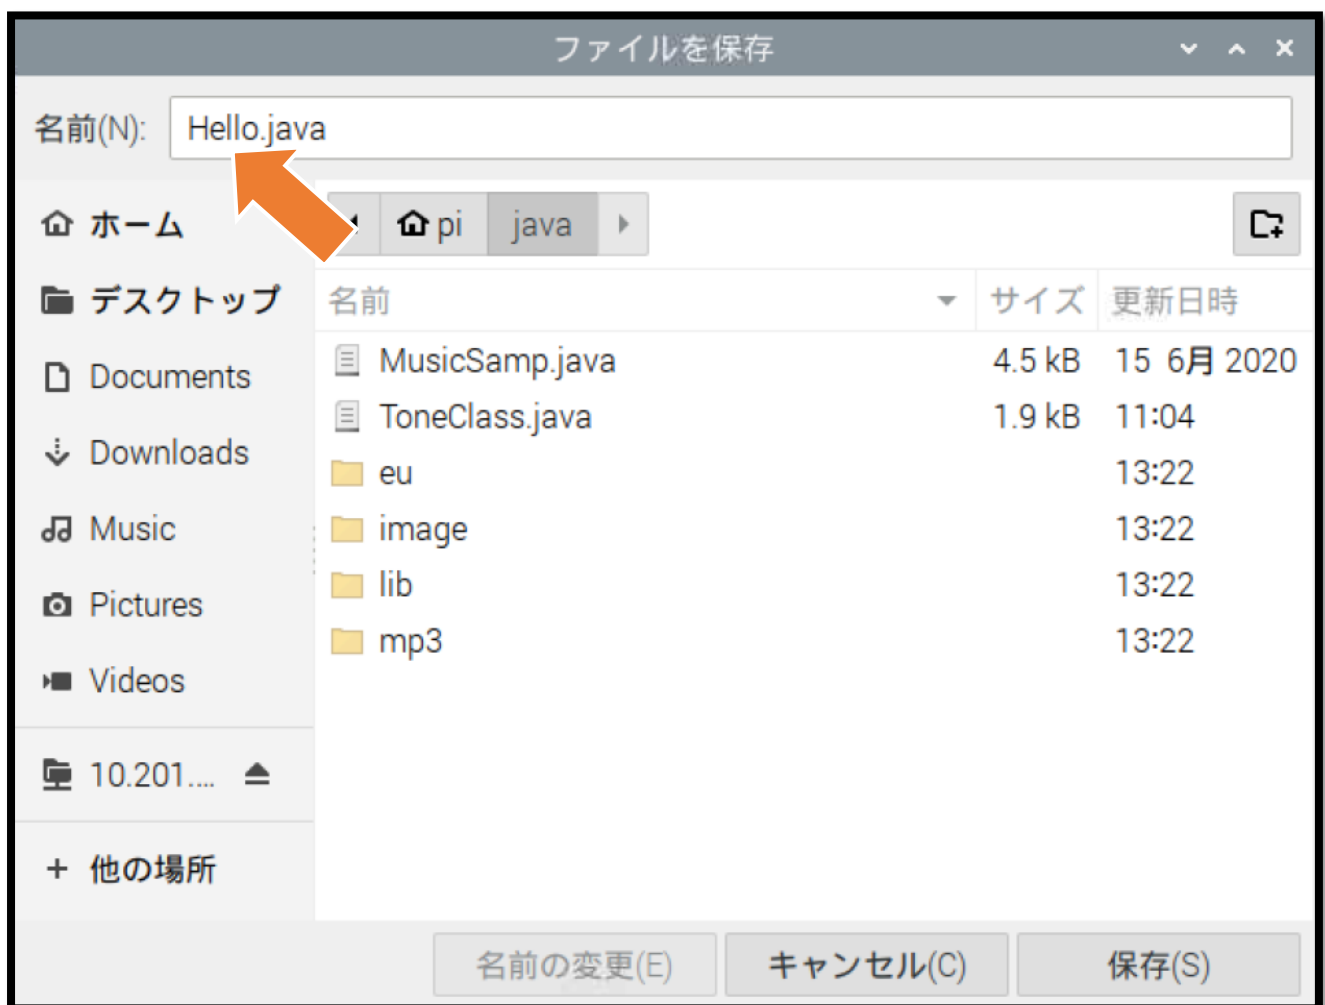 ファイルを保存
名前(N): Hello.java
ホーム
pi java
デスクトップ
名前 サイズ 更新日時
Documents
MusicSamp.java 4.5 kB 15 6月 2020
ToneClass.java 1.9 kB 11:04
Downloads
eu 13:22
Music
image 13:22
lib 13:22
Pictures
mp3 13:22
Videos
10.201....
+ 他の場所
名前の変更(E) キャンセル(C) 保存(S)